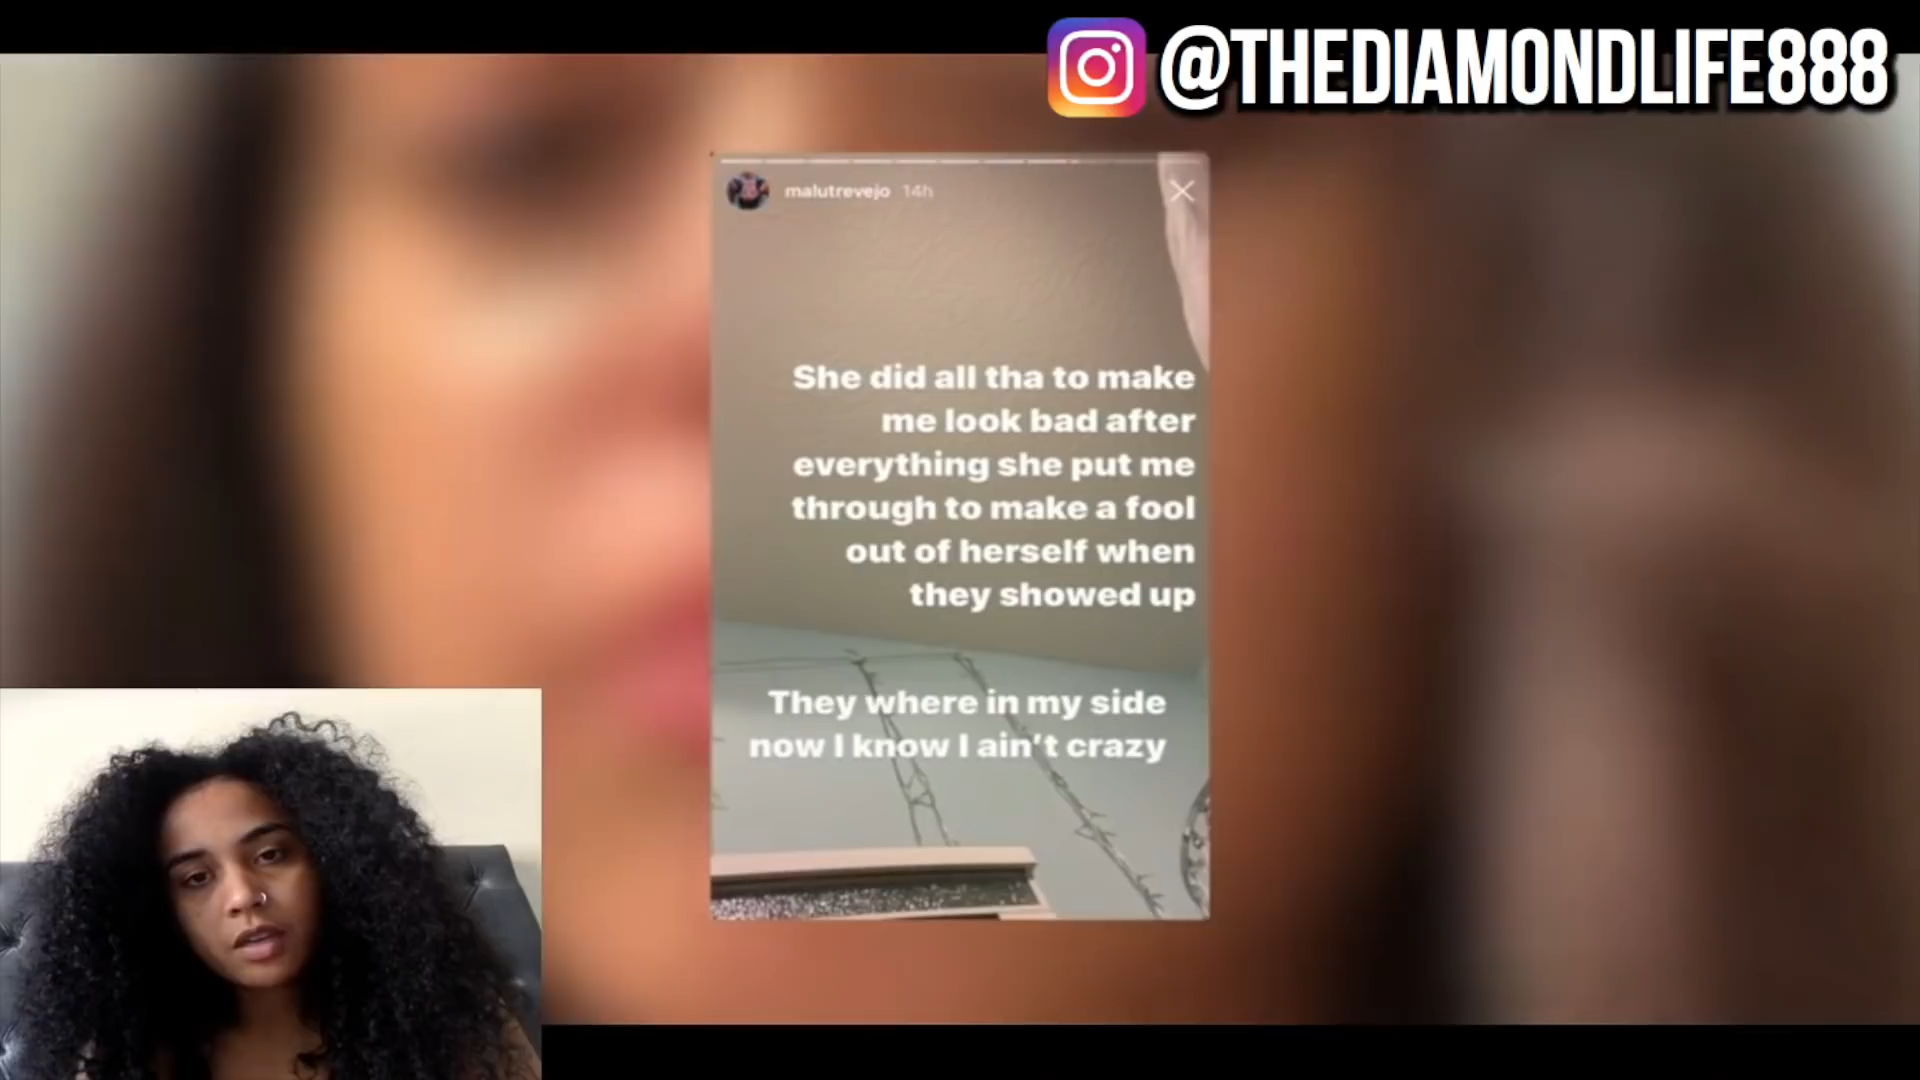 @THEDIAMONDLIFE888
malutrevejo 14h
She did all tha to make
me look bad after
everything she put me
through to make a fool
out of herself when
they showed up
They where in my side
now I know I ain't crazy